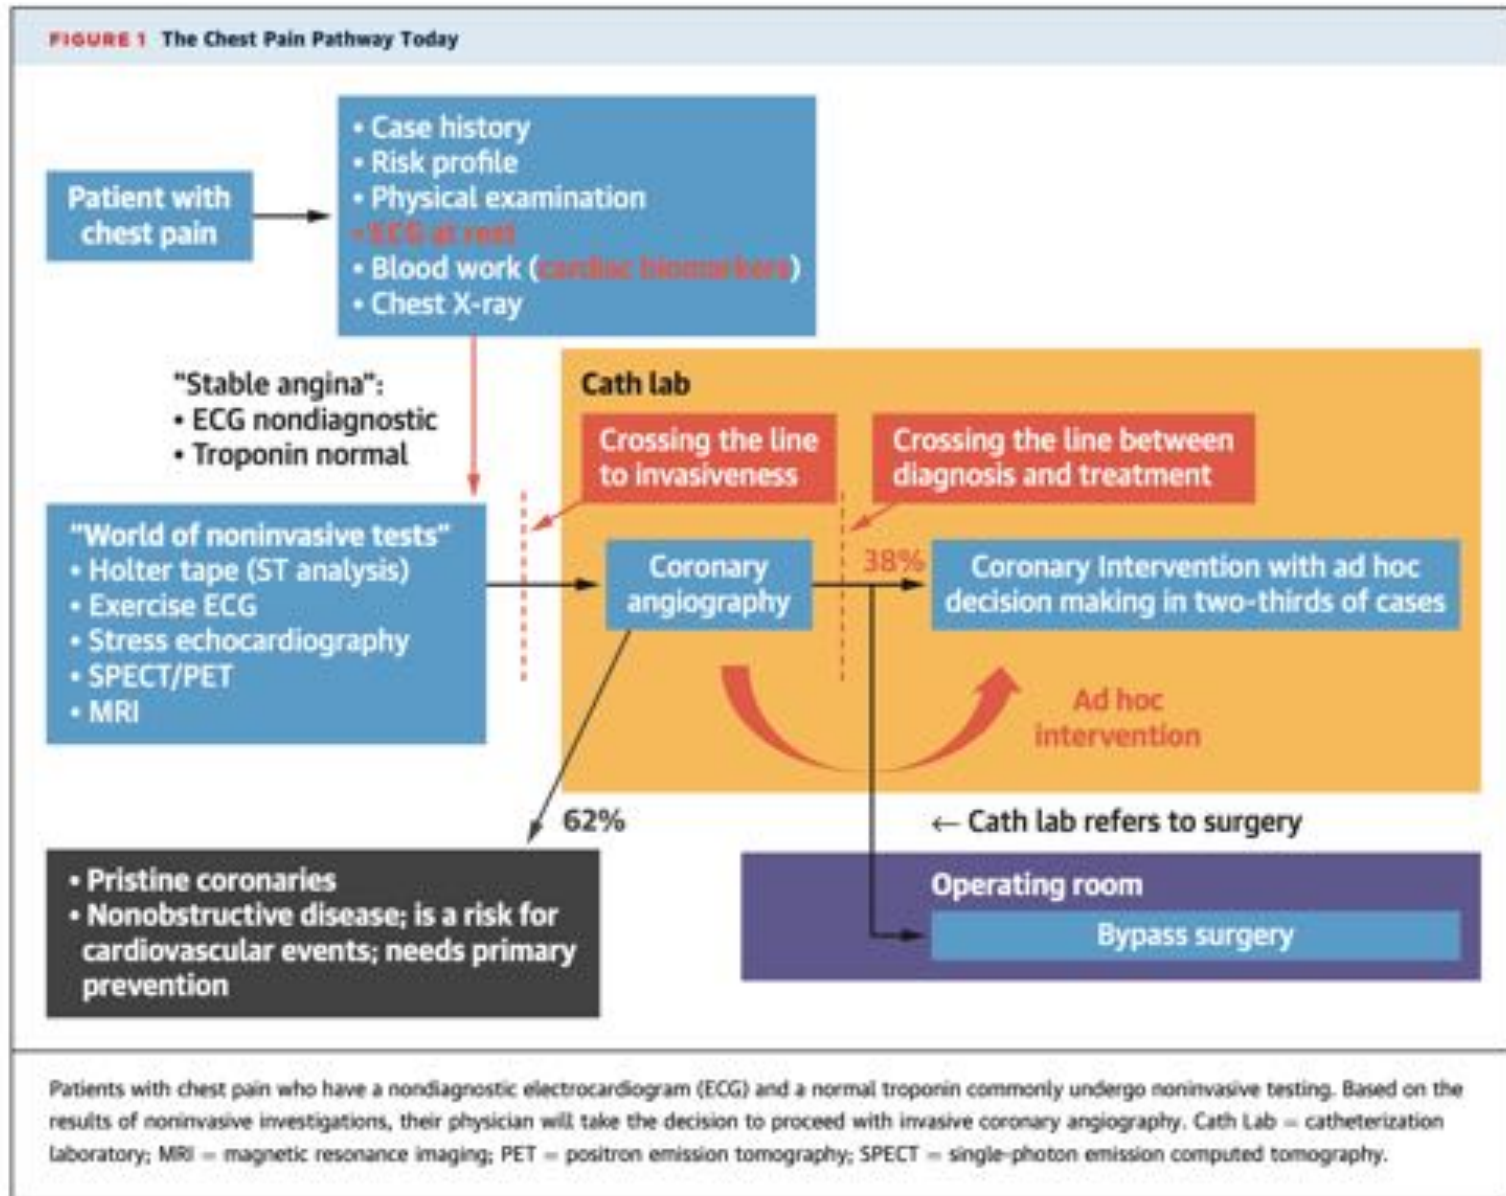 FIGURE 1 The Chest Pain Pathway Today
Patient with
chest pain
• Case history
• Risk profile
• Physical examination
• ECG at rest
• Blood work (cardiac biomarkers)
• Chest X-ray
"Stable angina":
• ECG nondiagnostic
• Troponin normal
Cath lab
Crossing the line
to invasiveness
Crossing the line between
diagnosis and treatment
"World of noninvasive tests"
• Holter tape (ST analysis)
• Exercise ECG
• Stress echocardiography
• SPECT/PET
• MRI
Coronary
angiography
38%
Coronary Intervention with ad hoc
decision making in two-thirds of cases
Ad hoc
intervention
62%
← Cath lab refers to surgery
• Pristine coronaries
• Nonobstructive disease; is a risk for
cardiovascular events; needs primary
prevention
Operating room
Bypass surgery
Patients with chest pain who have a nondiagnostic electrocardiogram (ECG) and a normal troponin commonly undergo noninvasive testing. Based on the
results of noninvasive investigations, their physician will take the decision to proceed with invasive coronary angiography. Cath Lab = catheterization
laboratory; MRI = magnetic resonance imaging; PET = positron emission tomography; SPECT = single-photon emission computed tomography.